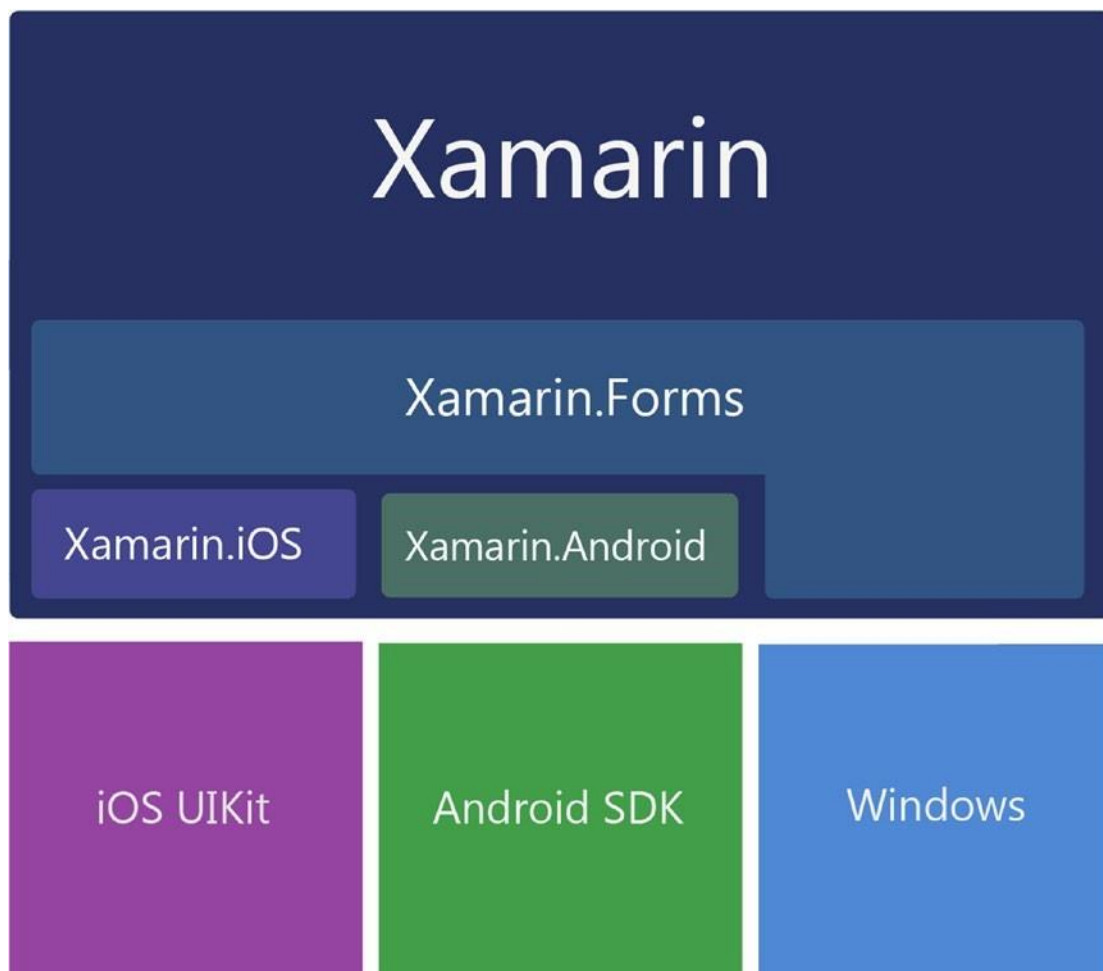 Xamarin
Xamarin.Forms
Xamarin.iOS
Xamarin.Android
iOS UIKit
Android SDK
Windows